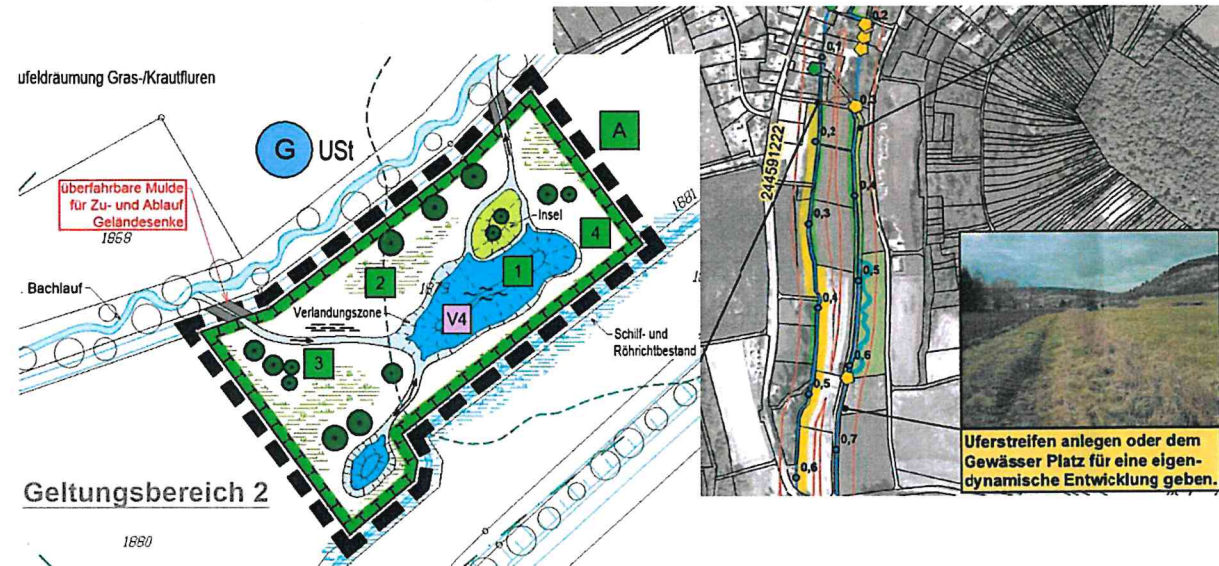 ufeldräumung Gras-/Krautfluren
G USt
A
überfahrbare Mulde
für Zu- und Ablauf
Geländesenke
1868
Bachlauf
Insel
4
1
2
1881
Verlandungszone
V4
3
Schilf- und
Röhrichtbestand
Geltungsbereich 2
1880
0,1
0,2
0,3
0,2
244591222
0,4
0,3
0,5
0,4
0,6
0,5
0,7
0,6
Uferstreifen anlegen oder dem
Gewässer Platz für eine eigen-
dynamische Entwicklung geben.